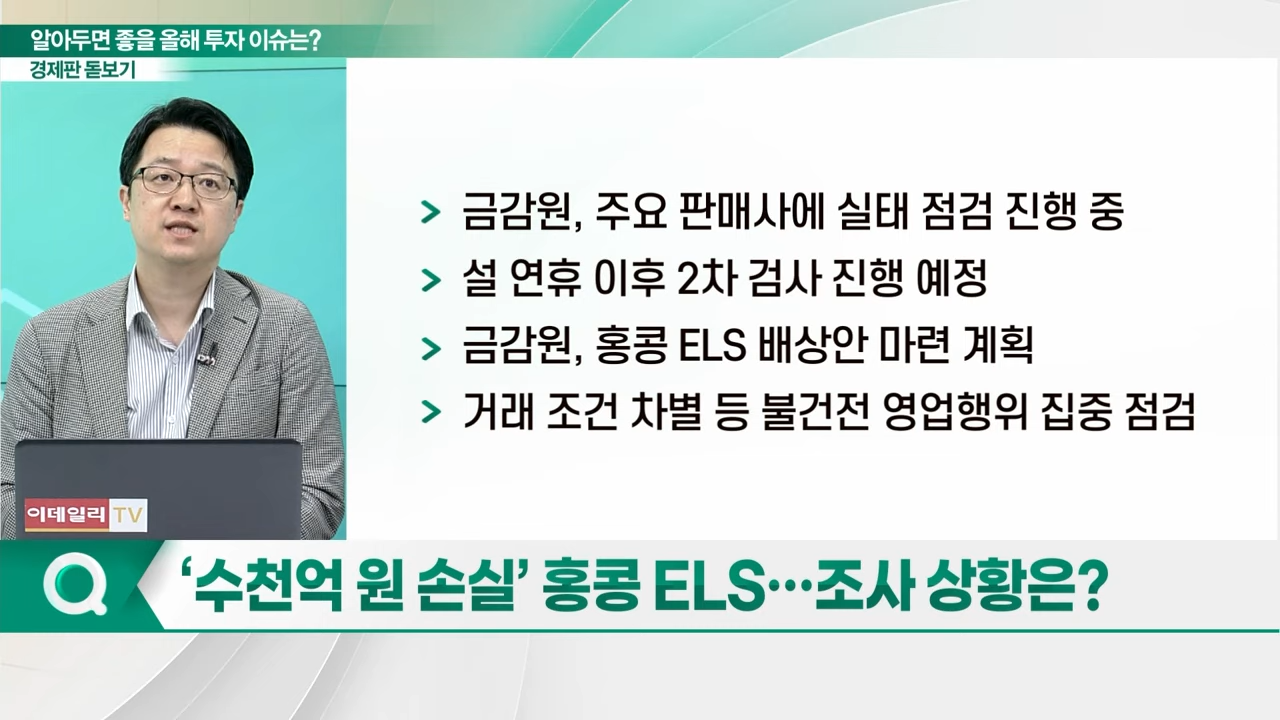 알아두면 좋을 올해 투자 이슈는?
경제판 돋보기
> 금감원, 주요 판매사에 실태 점검 진행 중
> 설 연휴 이후 2차 검사 진행 예정
> 금감원, 홍콩 ELS 배상안 마련 계획
> 거래 조건 차별 등 불건전 영업행위 집중 점검
이데일리 TV
‘수천억 원 손실’ 홍콩 ELS…조사 상황은?